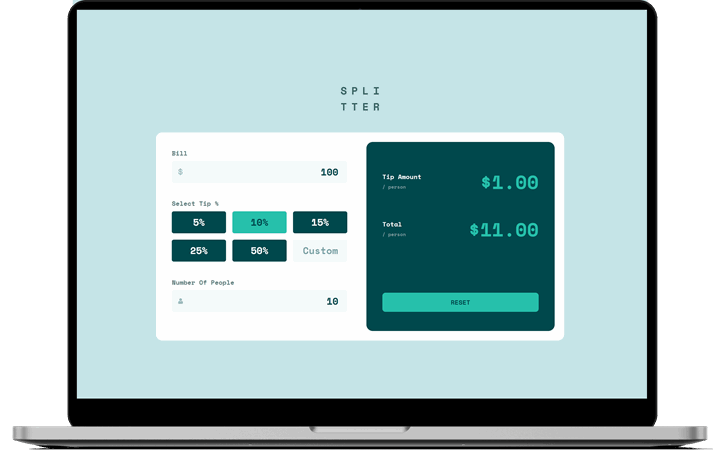 SPLI
TTER
Bill
$ 100
Select Tip %
5% 10% 15%
25% 50% Custom
Number Of People
10
Tip Amount
/ person
$1.00
Total
/ person
$11.00
RESET